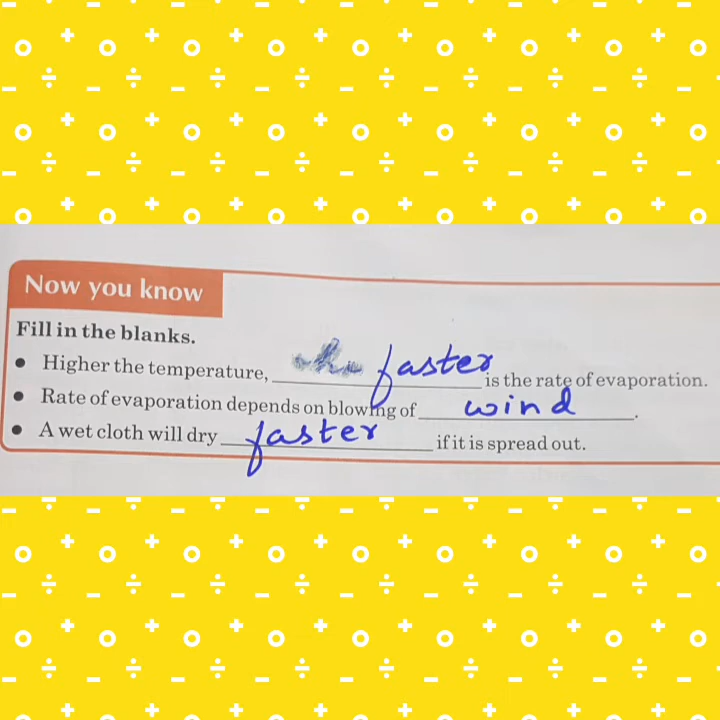 Now you know
Fill in the blanks.
• Higher the temperature, faster is the rate of evaporation.
• Rate of evaporation depends on blowing of wind.
• A wet cloth will dry faster if it is spread out.